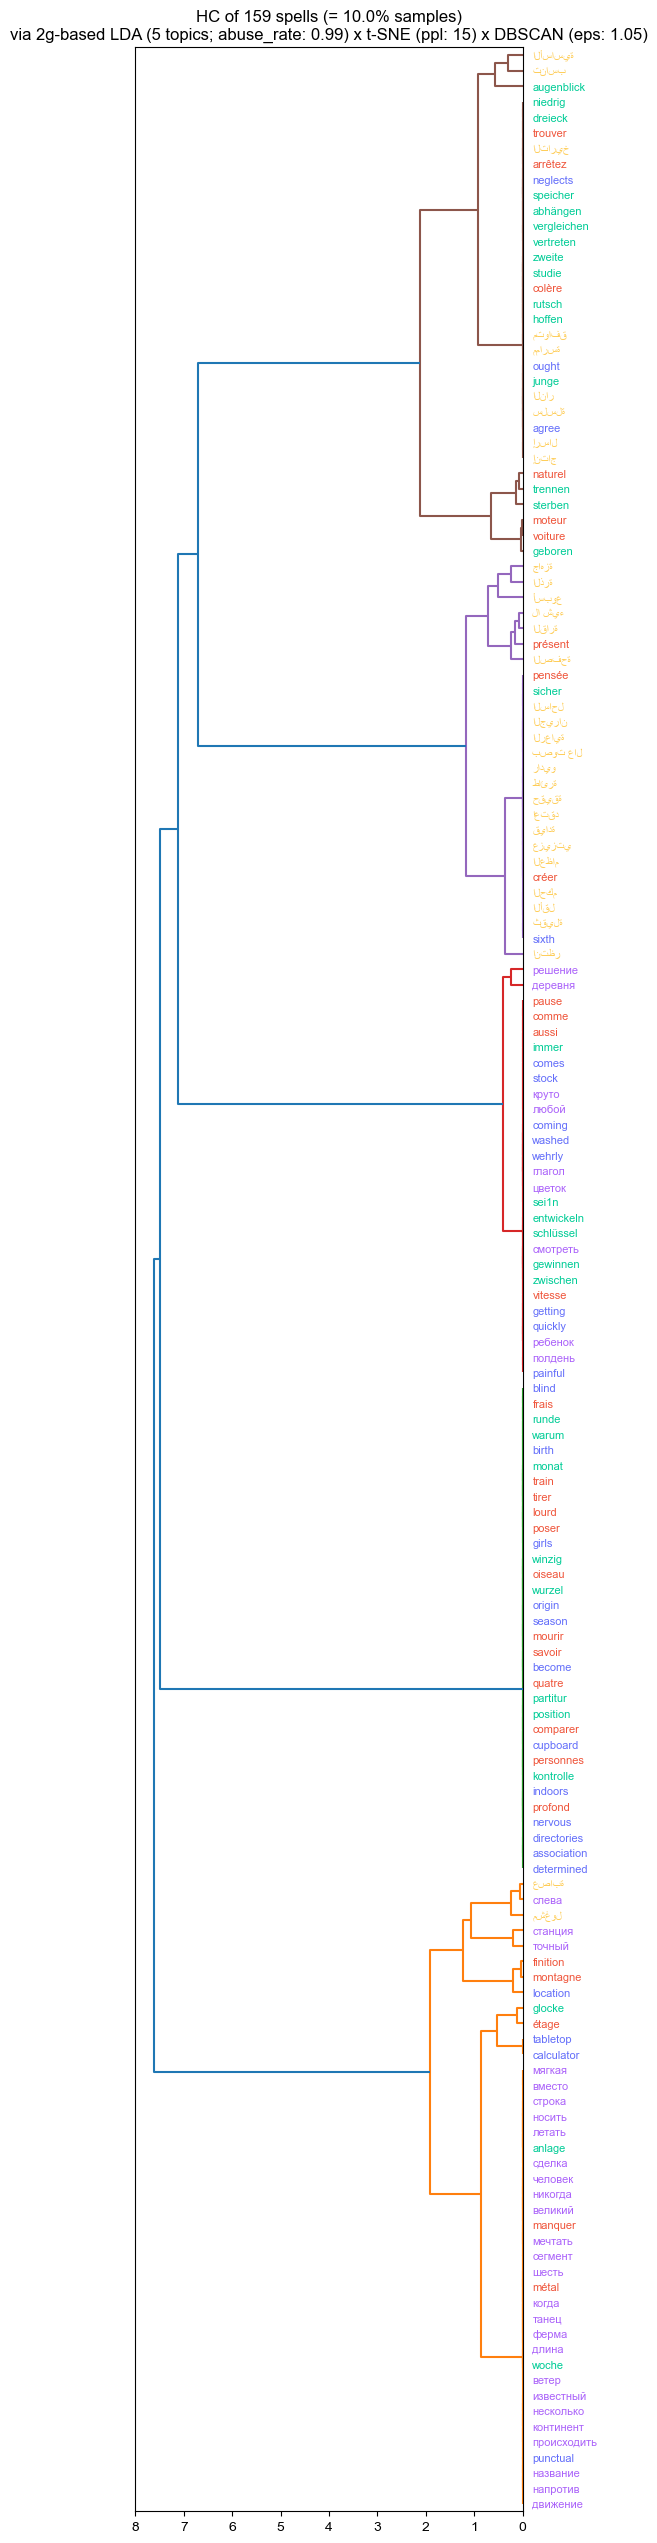 HC of 159 spells (= 10.0% samples)
via 2g-based LDA (5 topics; abuse_rate: 0.99) x t-SNE (ppl: 15) x DBSCAN (eps: 1.05)
الأساسية
تناسب
augenblick
niedrig
dreieck
trouver
التاريخ
arrêtez
neglects
speicher
abhängen
vergleichen
vertreten
zweite
studie
colère
rutsch
hoffen
متوافق
ought
junge
النار
سلسلة
agree
إرسال
إنتاج
naturel
trennen
sterben
moteur
voiture
geboren
جاهزة
الذرة
أسبوع
لا شيء
القارة
présent
الصفحة
pensée
sicher
الساحل
الجيران
الرعاية
بصوت عال
راديو
طائرة
حقيقة
اعتقد
قيادة
عزيزتي
العظام
créer
الحكم
الأقل
ثقيلة
sixth
انتظر
решение
деревня
pause
comme
aussi
immer
comes
stock
круто
любой
coming
washed
wehrly
глагол
цветок
sei1n
entwickeln
schlüssel
смотреть
gewinnen
zwischen
vitesse
getting
quickly
ребенок
полдень
painful
blind
frais
runde
warum
birth
monat
train
tirer
lourd
poser
girls
winzig
oiseau
wurzel
origin
season
mourir
savoir
become
quatre
partitur
position
comparer
cupboard
personnes
kontrolle
indoors
profond
nervous
directories
association
determined
عصابة
слева
مشغول
станция
точный
finition
montagne
location
glocke
étage
tabletop
calculator
мягкая
вместо
строка
носить
летать
anlage
сделка
человек
никогда
великий
manquer
мечтать
сегмент
шесть
métal
когда
танец
ферма
длина
woche
ветер
известный
несколько
континент
происходить
punctual
название
напротив
движение
8 7 6 5 4 3 2 1 0